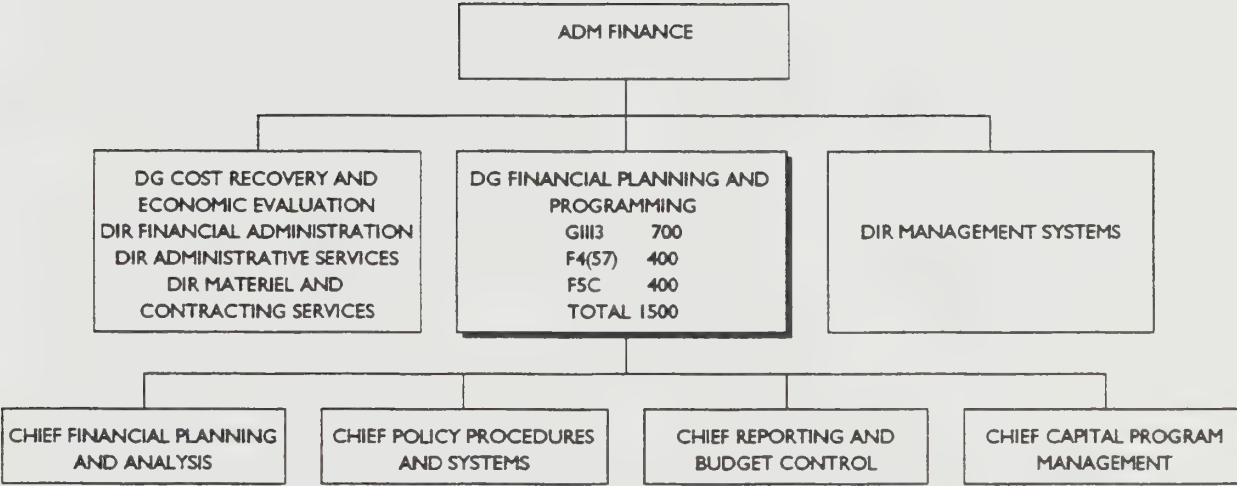 ADM FINANCE
DG COST RECOVERY AND
ECONOMIC EVALUATION
DIR FINANCIAL ADMINISTRATION
DIR ADMINISTRATIVE SERVICES
DIR MATERIEL AND
CONTRACTING SERVICES
DG FINANCIAL PLANNING AND
PROGRAMMING
GIII3 700
F4(57) 400
F5C 400
TOTAL 1500
DIR MANAGEMENT SYSTEMS
CHIEF FINANCIAL PLANNING
AND ANALYSIS
CHIEF POLICY PROCEDURES
AND SYSTEMS
CHIEF REPORTING AND
BUDGET CONTROL
CHIEF CAPITAL PROGRAM
MANAGEMENT